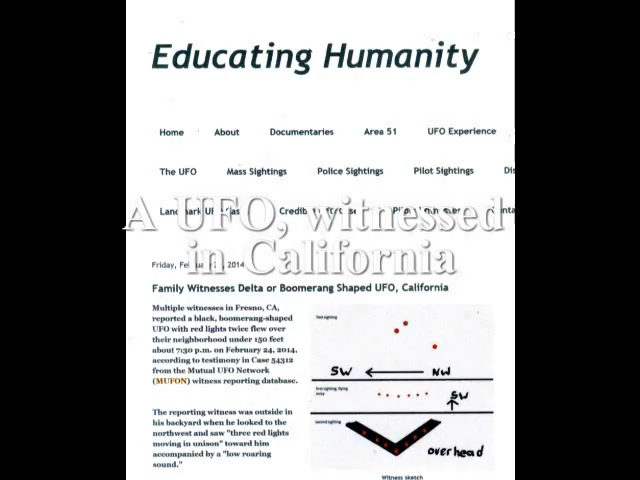 Educating Humanity
Home About Documentaries Area 51 UFO Experience
The UFO Mass Sightings Police Sightings Pilot Sightings
A UFO, witnessed
in California
Friday, 2014
Family Witnesses Delta or Boomerang Shaped UFO, California
Multiple witnesses in Fresno, CA,
reported a black, boomerang-shaped
UFO with red lights twice flew over
their neighborhood under 150 feet
about 7:30 p.m. on February 24, 2014,
according to testimony in Case 54312
from the Mutual UFO Network
(MUFON) witness reporting database.
The reporting witness was outside in
his backyard when he looked to the
northwest and saw "three red lights
moving in unison" toward him
accompanied by a "low roaring
sound."
first sighting
SW NW
first sighting, flying
away
SW
second sighting
overhead
Witness sketch